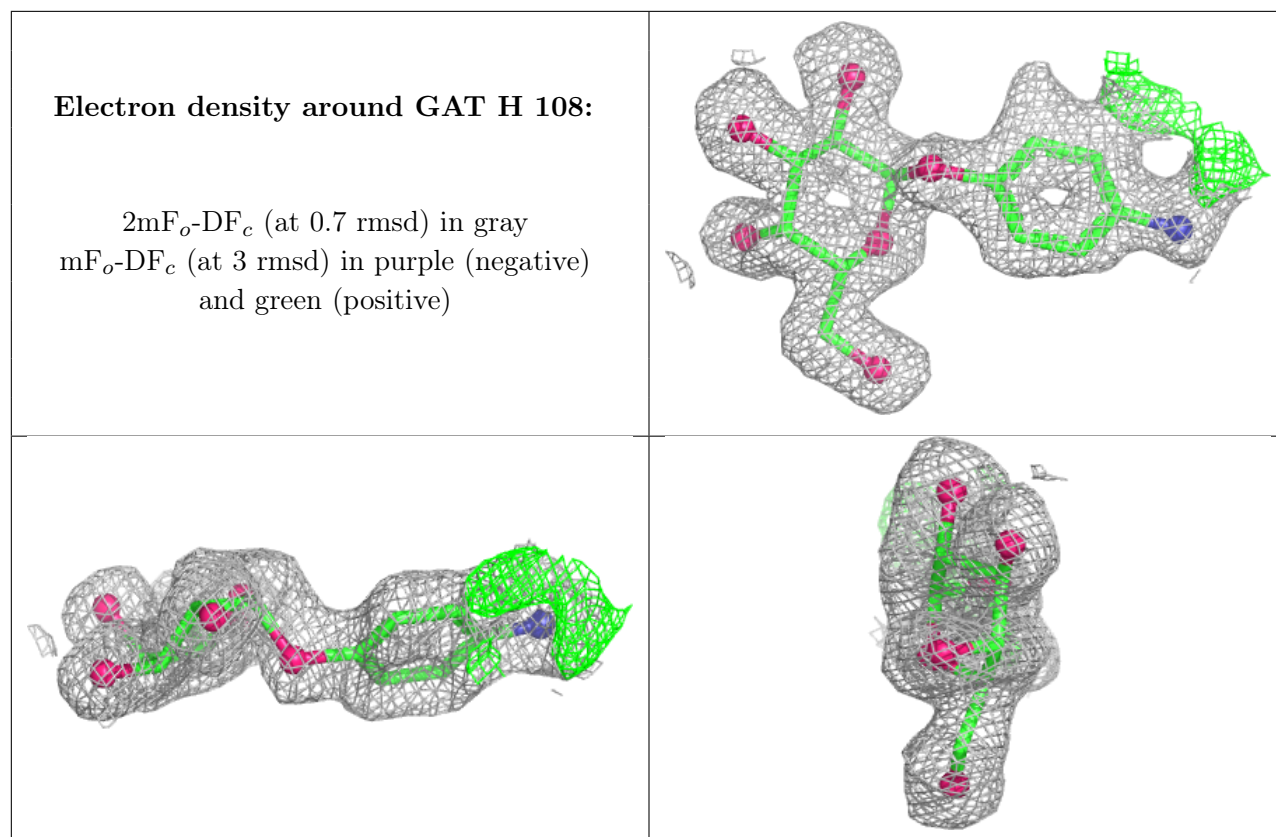 Electron density around GAT H 108:
2mFo-DFc (at 0.7 rmsd) in gray
mFo-DFc (at 3 rmsd) in purple (negative)
and green (positive)